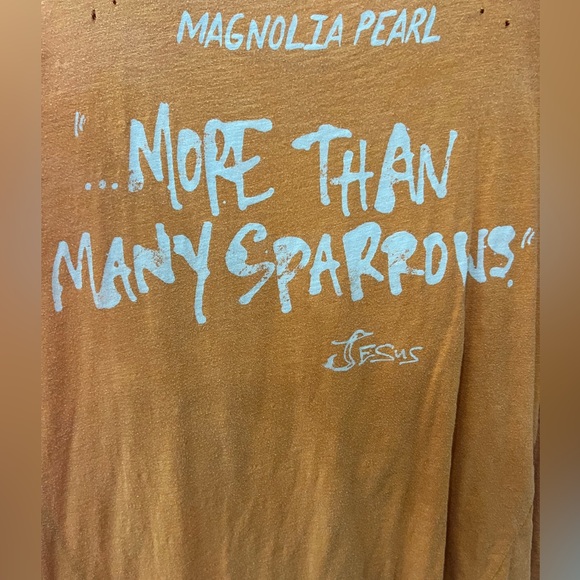 MAGNOLIA PEARL
"...MORE THAN
MANY SPARROWS."
JESUS